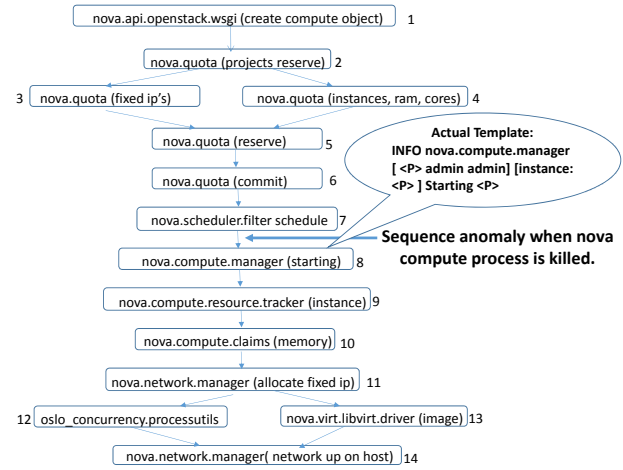 nova.api.openstack.wsgi (create compute object) 1
nova.quota (projects reserve) 2
3 nova.quota (fixed ip's)
nova.quota (instances, ram, cores) 4
nova.quota (reserve) 5
nova.quota (commit) 6
nova.scheduler.filter schedule 7
Actual Template:
INFO nova.compute.manager
[ <P> admin admin] [instance:
<P> ] Starting <P>
Sequence anomaly when nova
compute process is killed.
nova.compute.manager (starting) 8
nova.compute.resource.tracker (instance) 9
nova.compute.claims (memory) 10
nova.network.manager (allocate fixed ip) 11
12 oslo_concurrency.processutils
nova.virt.libvirt.driver (image) 13
nova.network.manager( network up on host) 14